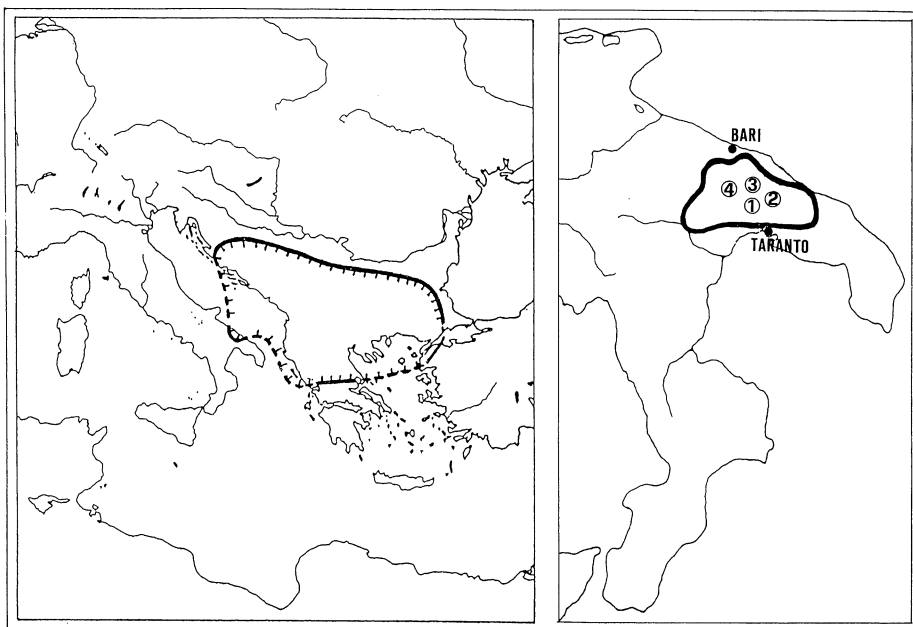 BARI
④ ③
② 
①
TARANTO